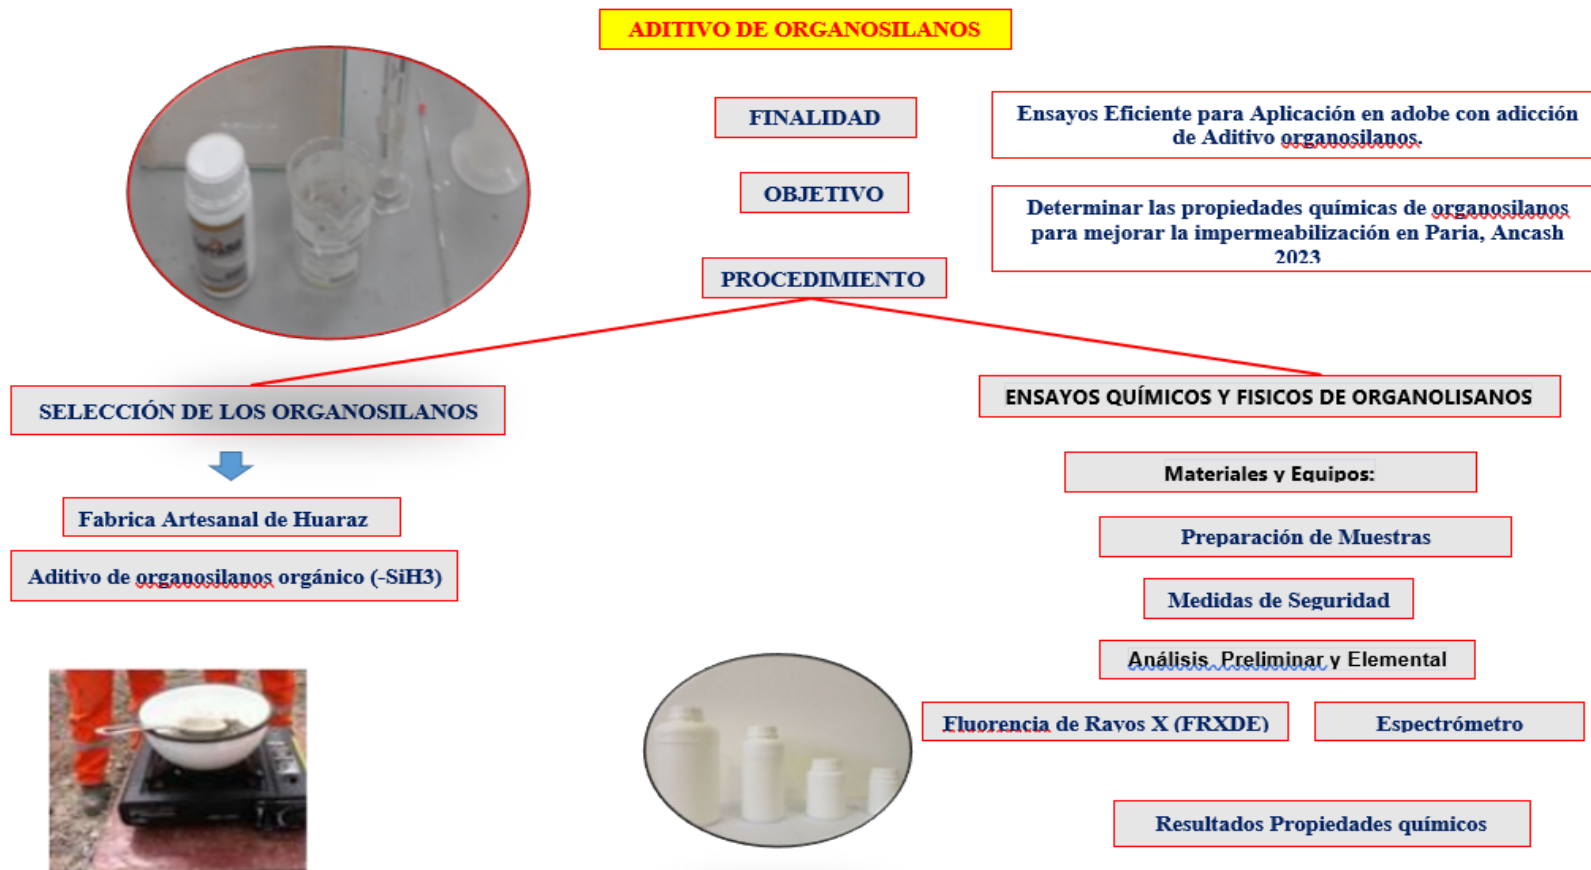 ADITIVO DE ORGANOSILANOS
FINALIDAD
Ensayos Eficiente para Aplicación en adobe con adicción
de Aditivo organosilanos.
OBJETIVO
Determinar las propiedades químicas de organosilanos
para mejorar la impermeabilización en Paria, Ancash
2023
PROCEDIMIENTO
SELECCIÓN DE LOS ORGANOSILANOS
Fabrica Artesanal de Huaraz
Aditivo de organosilanos orgánico (-SiH3)
ENSAYOS QUÍMICOS Y FISICOS DE ORGANOLISANOS
Materiales y Equipos:
Preparación de Muestras
Medidas de Seguridad
Análisis Preliminar y Elemental
Fluorencia de Rayos X (FRXDE)
Espectrómetro
Resultados Propiedades químicos